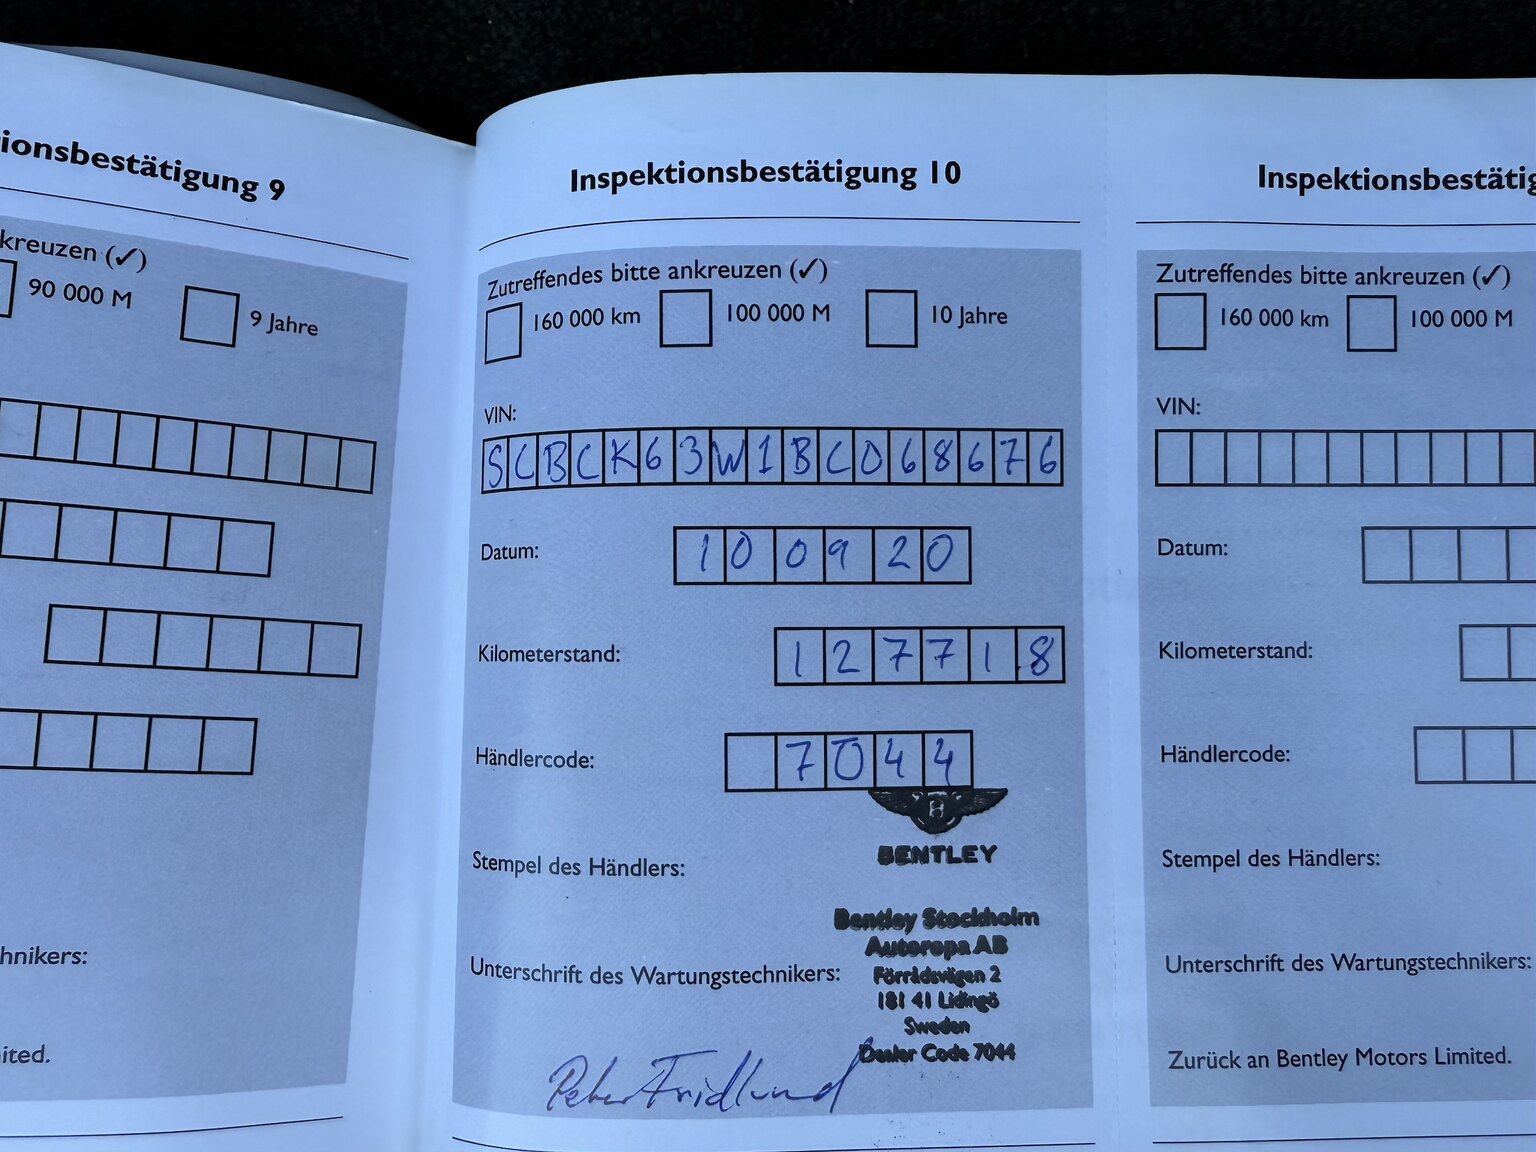 ionsbestätigung 9
kreuzen (✓)
90 000 M
9 Jahre
hnikers:
ited.
Inspektionsbestätigung 10
Zutreffendes bitte ankreuzen (✓)
160 000 km
100 000 M
10 Jahre
VIN:
SCBCK63W1BC068676
Datum:
100920
Kilometerstand:
127718
Händlercode:
7044
BENTLEY
Stempel des Händlers:
Bentley Stockholm
Autoropa AB
Förrådsvägen 2
181 41 Lidingö
Sweden
Dealer Code 7044
Unterschrift des Wartungstechnikers:
Peter Fridlund
Inspektionsbestätig
Zutreffendes bitte ankreuzen (✓)
160 000 km
100 000 M
VIN:
Datum:
Kilometerstand:
Händlercode:
Stempel des Händlers:
Unterschrift des Wartungstechnikers:
Zurück an Bentley Motors Limited.